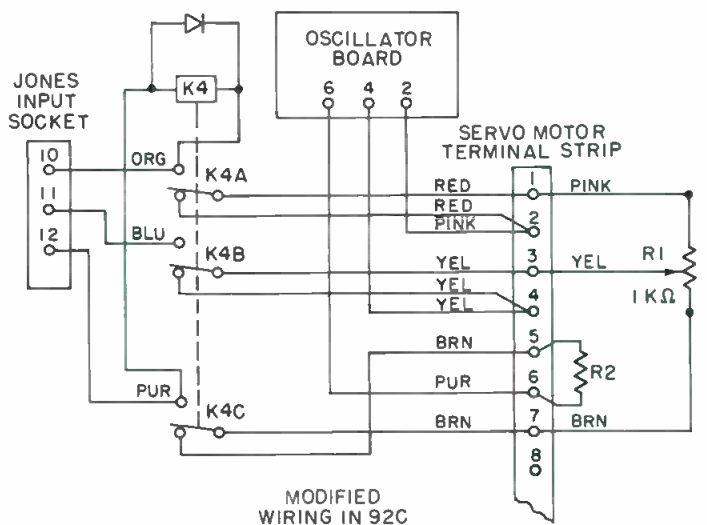 OSCILLATOR
BOARD
6 4 2
K4
JONES
INPUT
SOCKET
10
11
12
ORG
BLU
PUR
K4A
K4B
K4C
SERVO MOTOR
TERMINAL STRIP
RED
RED
PINK
YEL
YEL
YEL
BRN
PUR
BRN
1
2
3
4
5
6
7
8
PINK
YEL
BRN
R1
1KΩ
R2
MODIFIED
WIRING IN 92C